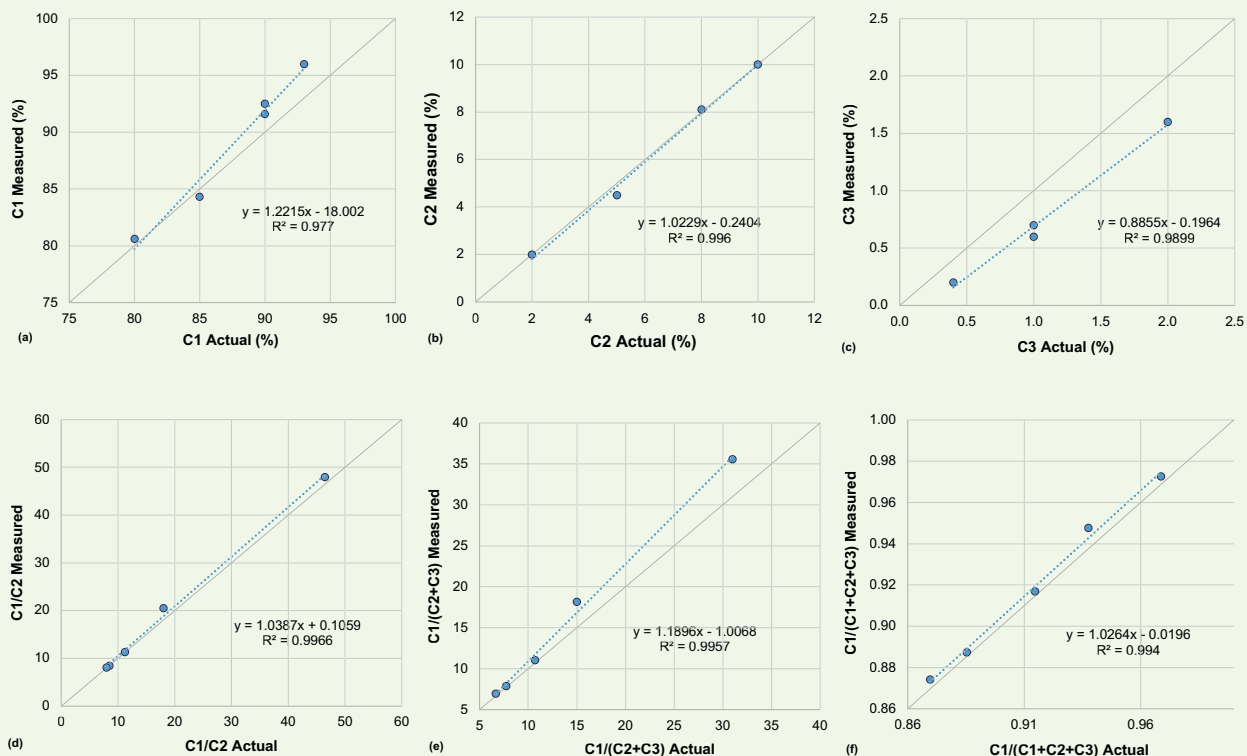 100
95
90
85
80
75
75
80
85
90
95
100
C1 Measured (%)
C1 Actual (%)
y = 1.2215x - 18.002
R² = 0.977
(a)
12
10
8
6
4
2
0
0
2
4
6
8
10
12
C2 Measured (%)
C2 Actual (%)
y = 1.0229x - 0.2404
R² = 0.996
(b)
2.5
2.0
1.5
1.0
0.5
0.0
0.0
0.5
1.0
1.5
2.0
2.5
C3 Measured (%)
C3 Actual (%)
y = 0.8855x - 0.1964
R² = 0.9899
(c)
60
50
40
30
20
10
0
0
10
20
30
40
50
60
C1/C2 Measured
C1/C2 Actual
y = 1.0387x + 0.1059
R² = 0.9966
(d)
40
35
30
25
20
15
10
5
5
10
15
20
25
30
35
40
C1/(C2+C3) Measured
C1/(C2+C3) Actual
y = 1.1896x - 1.0068
R² = 0.9957
(e)
1.00
0.98
0.96
0.94
0.92
0.90
0.88
0.86
0.86
0.91
0.96
C1/(C1+C2+C3) Measured
C1/(C1+C2+C3) Actual
y = 1.0264x - 0.0196
R² = 0.994
(f)